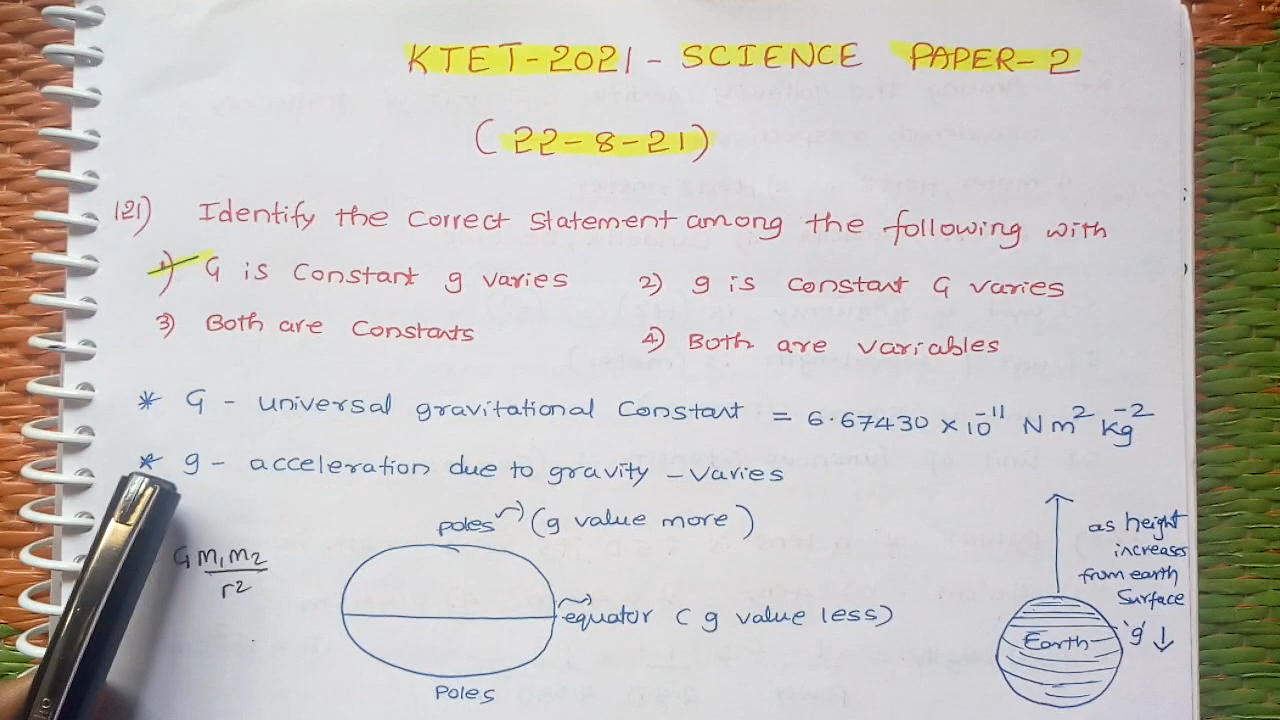 KTET-2021 - SCIENCE PAPER-2
(22-8-21)
121) Identify the correct statement among the following with
1) G is constant g varies 2) g is constant G varies
3) Both are constants 4) Both are variables
* G - universal gravitational constant = 6.67430 × 10⁻¹¹ N m² kg⁻²
* g - acceleration due to gravity - varies
poles (g value more)
G m₁m₂
r²
equator (g value less)
poles
as height
increases
from earth
surface
'g' ↓
Earth